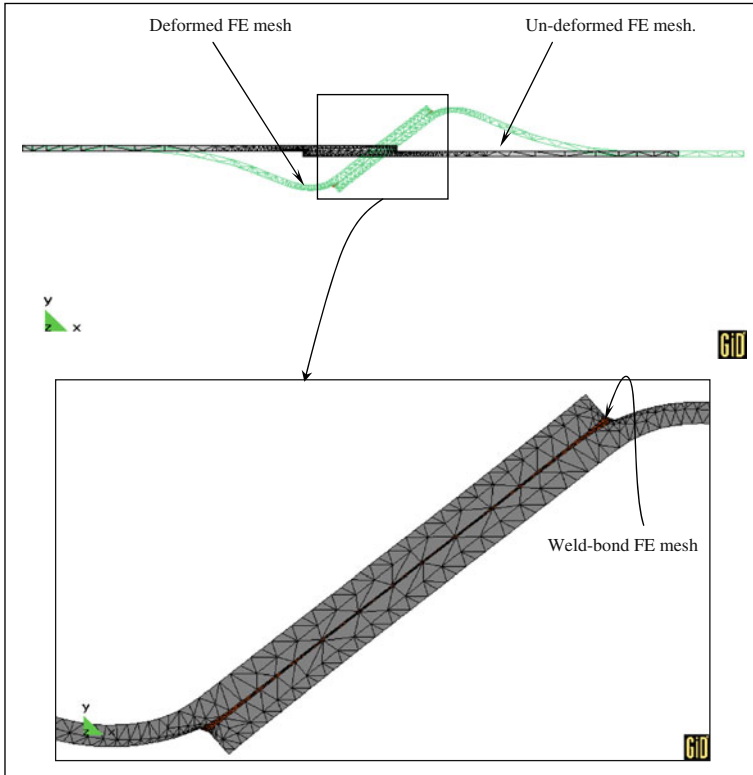 Deformed FE mesh
Un-deformed FE mesh.
y
z x
GiD
Weld-bond FE mesh
y
x
GiD